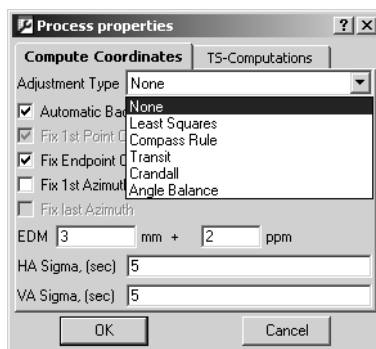 Process properties
Compute Coordinates
TS-Computations
Adjustment Type
None
Automatic Bac
None
Least Squares
Compass Rule
Transit
Crandall
Angle Balance
Fix 1st Point C
Fix Endpoint C
Fix 1st Azimut
Fix last Azimuth
EDM 3 mm + 2 ppm
HA Sigma, (sec) 5
VA Sigma, (sec) 5
OK
Cancel